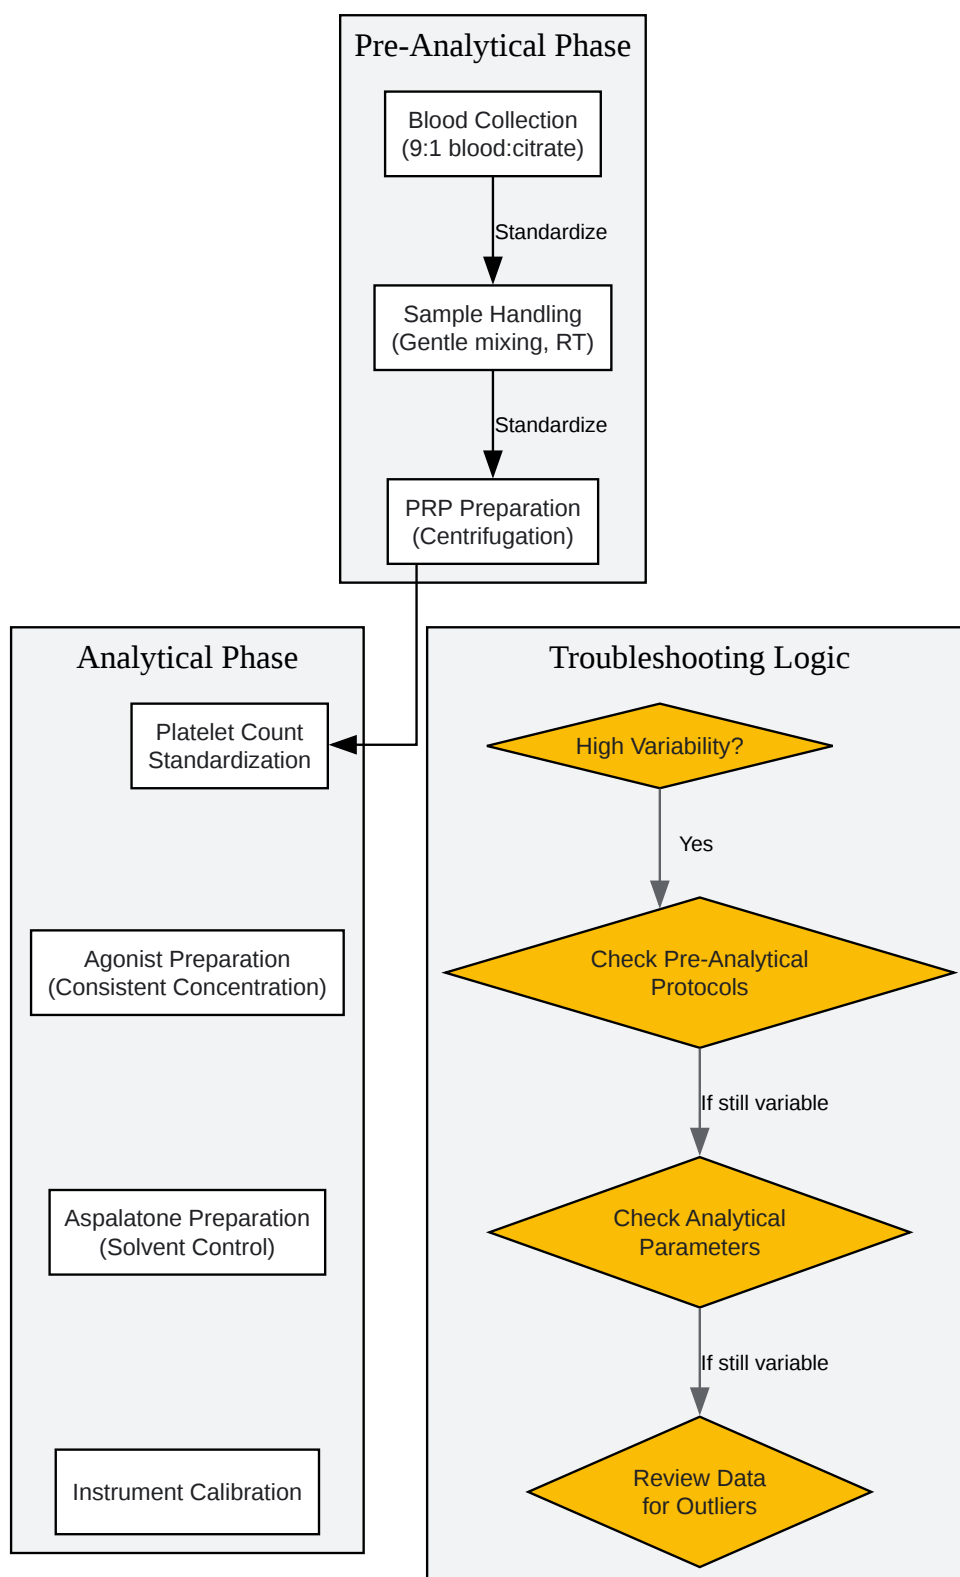 Pre-Analytical Phase
Blood Collection
(9:1 blood:citrate)
Standardize
Sample Handling
(Gentle mixing, RT)
Standardize
PRP Preparation
(Centrifugation)
Analytical Phase
Platelet Count
Standardization
Agonist Preparation
(Consistent Concentration)
Aspalatone Preparation
(Solvent Control)
Instrument Calibration
Troubleshooting Logic
High Variability?
Yes
Check Pre-Analytical
Protocols
If still variable
Check Analytical
Parameters
If still variable
Review Data
for Outliers